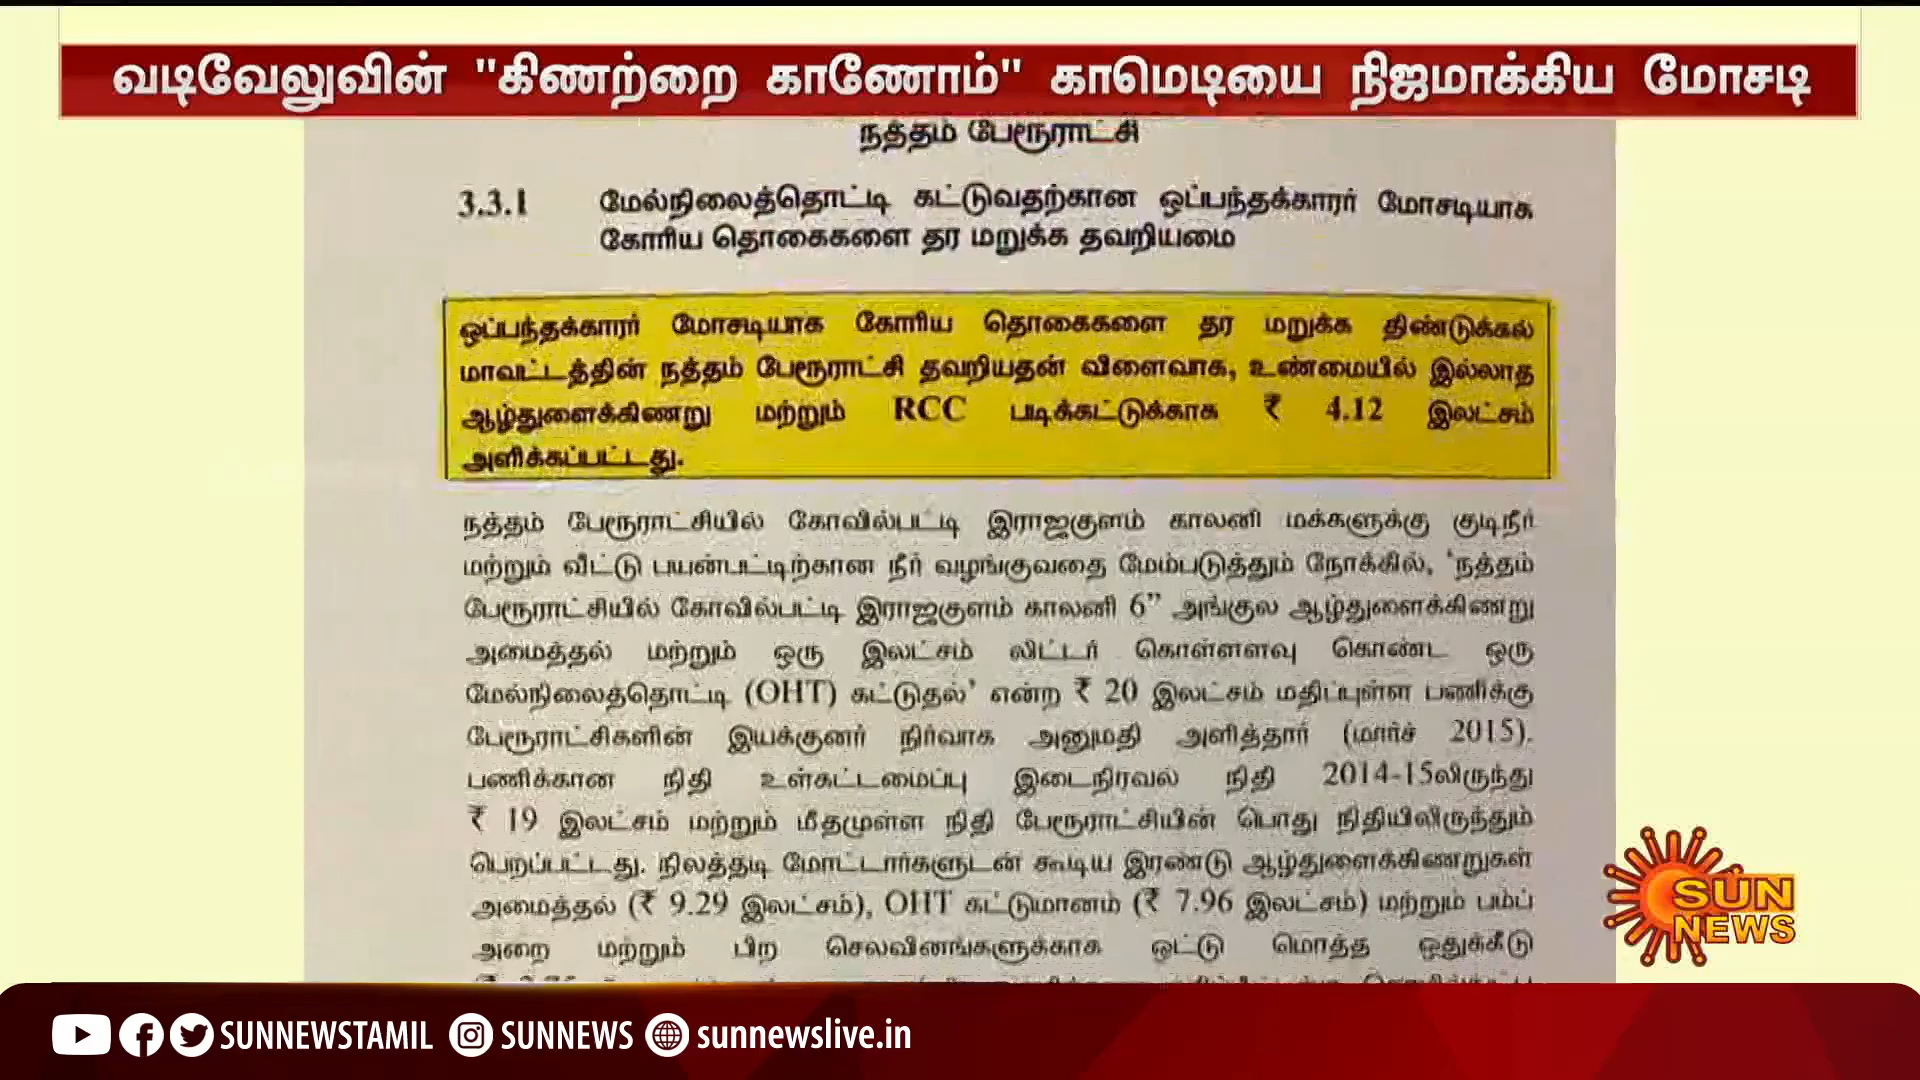 வடிவேலுவின் "கிணற்றை காணோம்" காமெடியை நிஜமாக்கிய மோசடி
நத்தம் பேரூராட்சி
3.3.1 மேல்நிலைத்தொட்டி கட்டுவதற்கான ஒப்பந்தக்காரர் மோசடியாக
கோரிய தொகைகளை தர மறுக்க தவறியமை
ஒப்பந்தக்காரர் மோசடியாக கோரிய தொகைகளை தர மறுக்க திண்டுக்கல்
மாவட்டத்தின் நத்தம் பேரூராட்சி தவறியதன் விளைவாக, உண்மையில் இல்லாத
ஆழ்துளைக்கிணறு மற்றும் RCC படிக்கட்டுக்காக ₹ 4.12 இலட்சம்
அளிக்கப்பட்டது.
நத்தம் பேரூராட்சியில் கோவில்பட்டி இராஜகுளம் காலனி மக்களுக்கு குடிநீர்
மற்றும் வீட்டு பயன்பாட்டிற்கான நீர் வழங்குவதை மேம்படுத்தும் நோக்கில், ‘நத்தம்
பேரூராட்சியில் கோவில்பட்டி இராஜகுளம் காலனி 6” அங்குல ஆழ்துளைக்கிணறு
அமைத்தல் மற்றும் ஒரு இலட்சம் லிட்டர் கொள்ளளவு கொண்ட ஒரு
மேல்நிலைத்தொட்டி (OHT) கட்டுதல்’ என்ற ₹ 20 இலட்சம் மதிப்புள்ள பணிக்கு
பேரூராட்சிகளின் இயக்குனர் நிர்வாக அனுமதி அளித்தார் (மார்ச் 2015).
பணிக்கான நிதி உள்கட்டமைப்பு இடைநிரவல் நிதி 2014-15லிருந்து
₹ 19 இலட்சம் மற்றும் மீதமுள்ள நிதி பேரூராட்சியின் பொது நிதியிலிருந்தும்
பெறப்பட்டது. நிலத்தடி மோட்டார்களுடன் கூடிய இரண்டு ஆழ்துளைக்கிணறுகள்
அமைத்தல் (₹ 9.29 இலட்சம்), OHT கட்டுமானம் (₹ 7.96 இலட்சம்) மற்றும் பம்ப்
அறை மற்றும் பிற செலவினங்களுக்காக ஒட்டு மொத்த ஒதுக்கீடு
SUN
NEWS
SUNNEWSTAMIL SUNNEWS sunnewslive.in